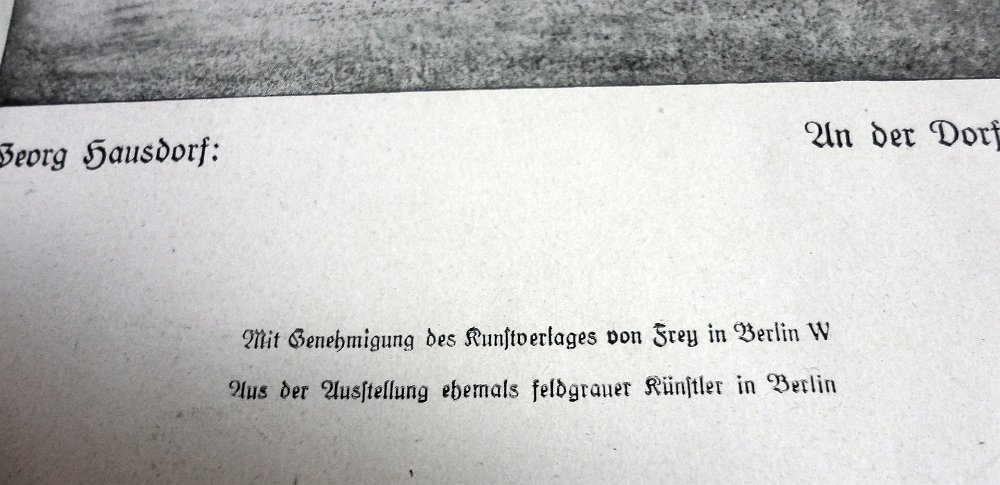 Georg Hausdorf:
An der Dorf
Mit Genehmigung des Kunstverlages von Frey in Berlin W
Aus der Ausstellung ehemals feldgrauer Künstler in Berlin